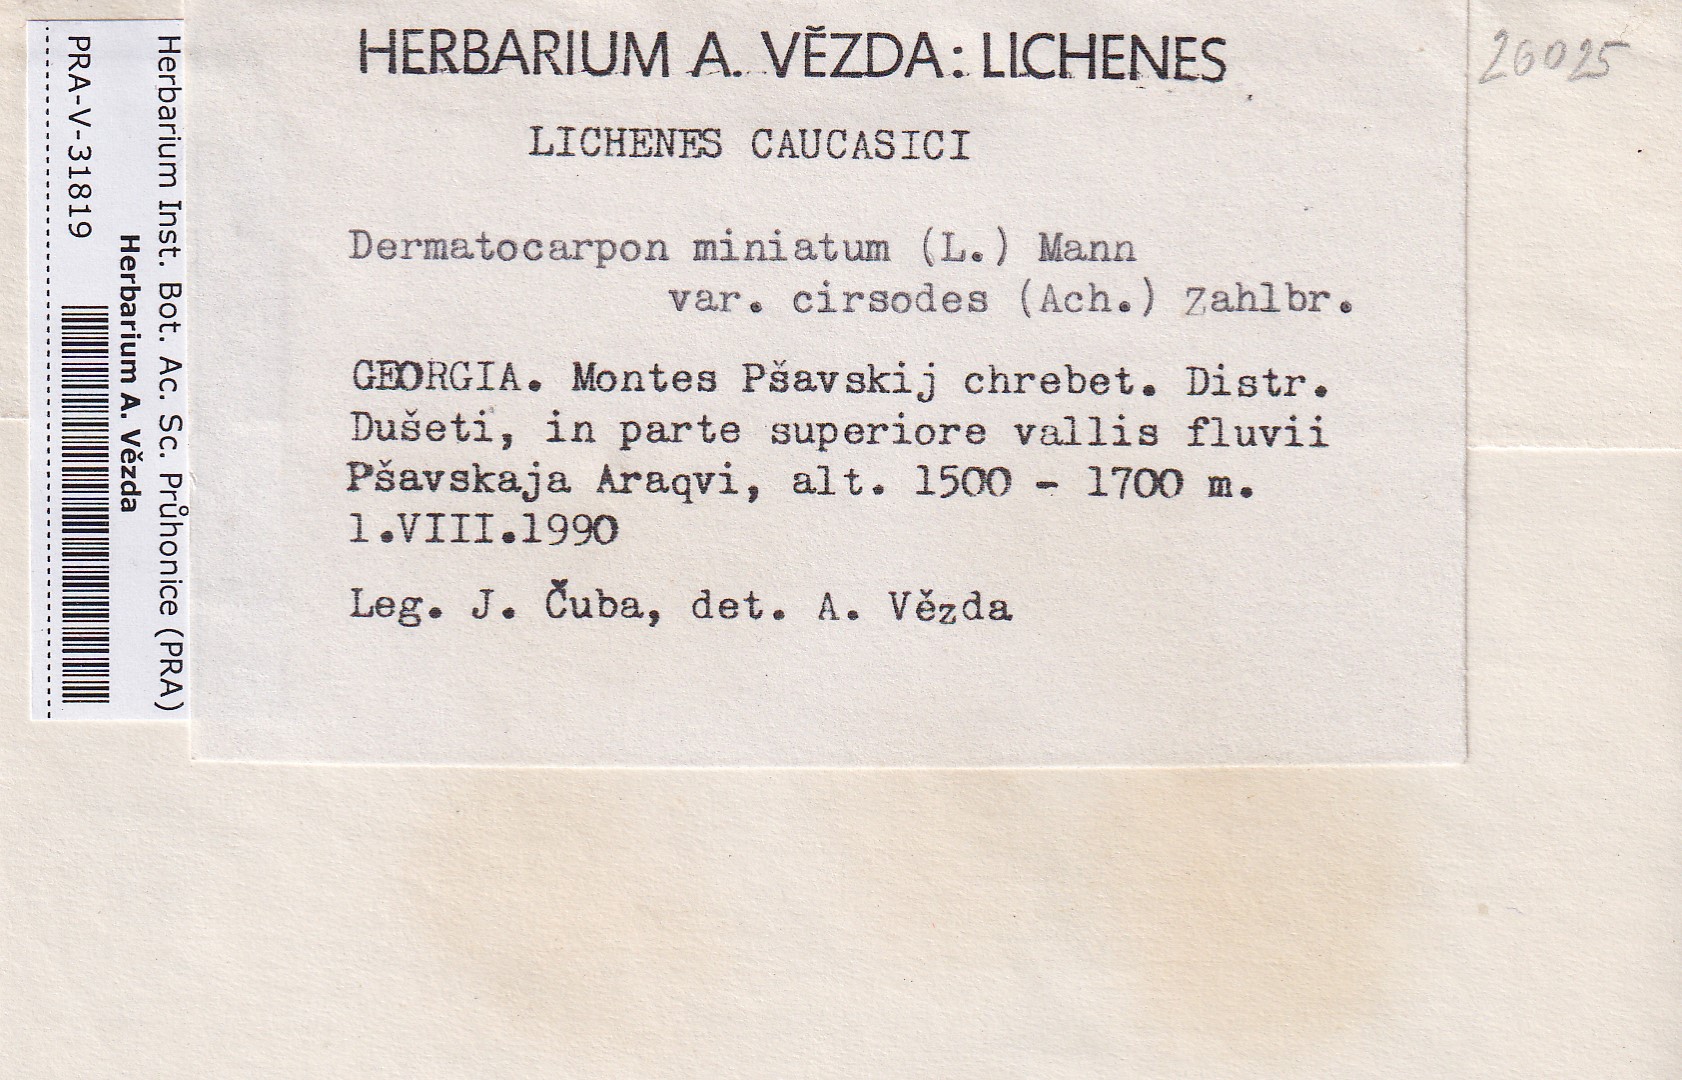 HERBARIUM A. VĚZDA: LICHENES
26025
LICHENES CAUCASICI
Dermatocarpon miniatum (L.) Mann
var. cirsodes (Ach.) Zahlbr.
GEORGIA. Montes Pšavskij chrebet. Distr.
Dušeti, in parte superiore vallis fluvii
Pšavskaja Araqvi, alt. 1500 - 1700 m.
1.VIII.1990
Leg. J. Čuba, det. A. Vězda
Herbarium Inst. Bot. Ac. Sc. Průhonice (PRA)
Herbarium A. Vězda
PRA-V-31819